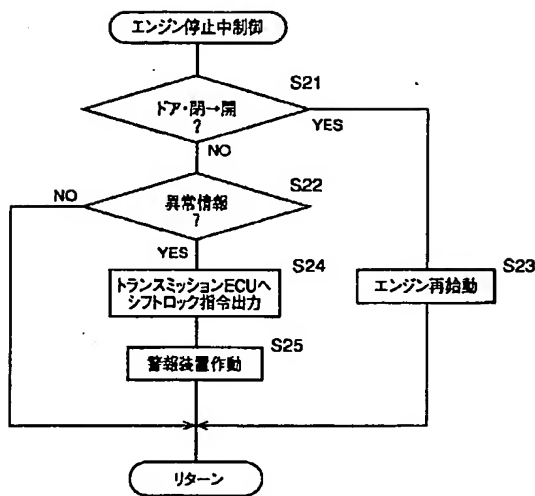 エンジン停止中制御
S21
ドア・閉→開
?
YES
NO
S22
NO
異常情報
?
YES
S24
トランスミッションECUへ
シフトロック指令出力
S23
エンジン再始動
S25
警報装置作動
リターン